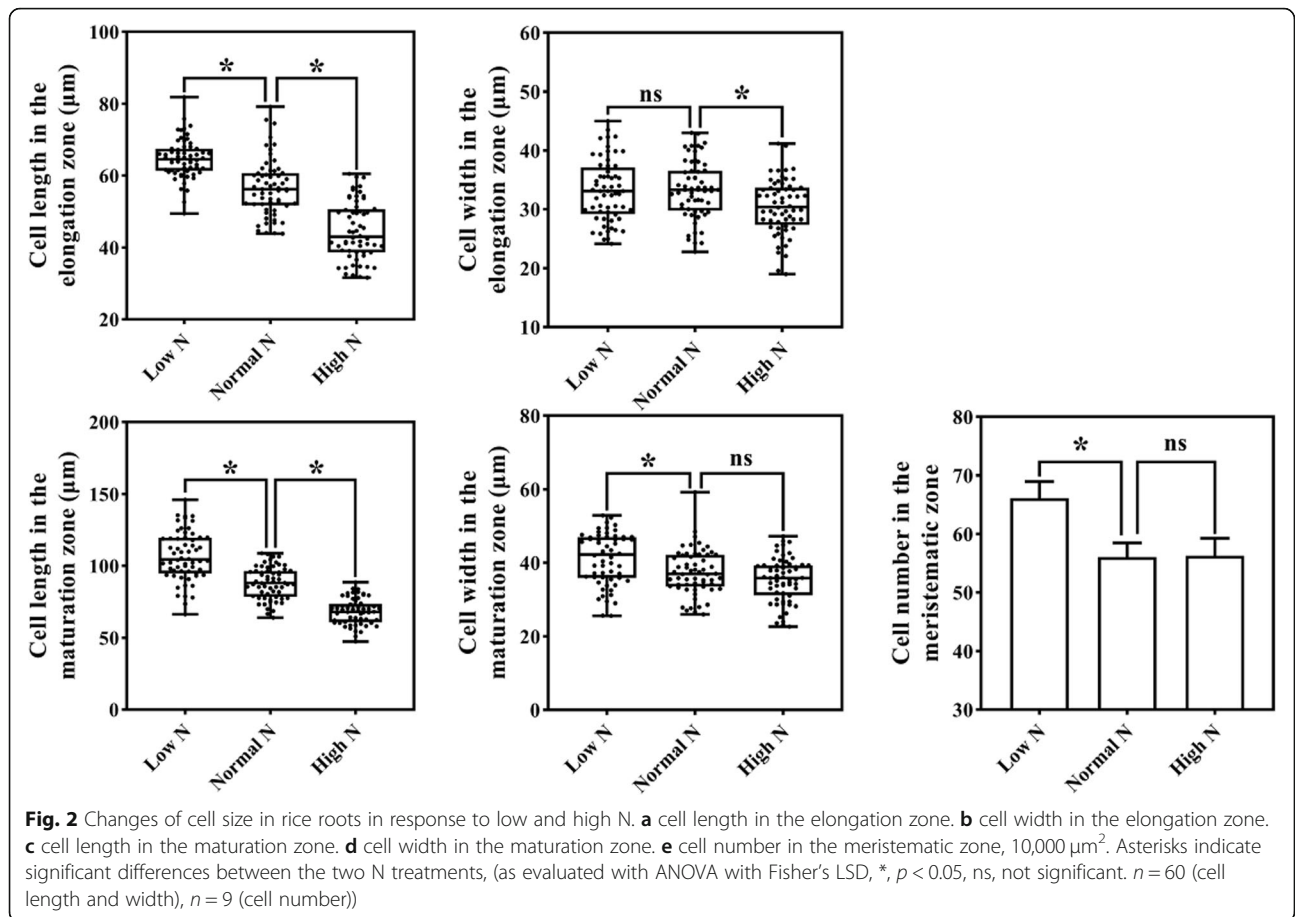 Cell length in the
elongation zone (µm)
100
80
60
40
20
*
*
Low N
Normal N
High N
Cell width in the
elongation zone (µm)
60
50
40
30
20
10
ns
*
Low N
Normal N
High N
Cell length in the
maturation zone (µm)
200
150
100
50
0
*
*
Low N
Normal N
High N
Cell width in the
maturation zone (µm)
80
60
40
20
0
*
ns
Low N
Normal N
High N
Cell number in the
meristematic zone
80
70
60
50
40
30
*
ns
Low N
Normal N
High N
Fig. 2 Changes of cell size in rice roots in response to low and high N. a cell length in the elongation zone. b cell width in the elongation zone.
c cell length in the maturation zone. d cell width in the maturation zone. e cell number in the meristematic zone, 10,000 µm². Asterisks indicate
significant differences between the two N treatments, (as evaluated with ANOVA with Fisher's LSD, *, p < 0.05, ns, not significant. n = 60 (cell
length and width), n = 9 (cell number))